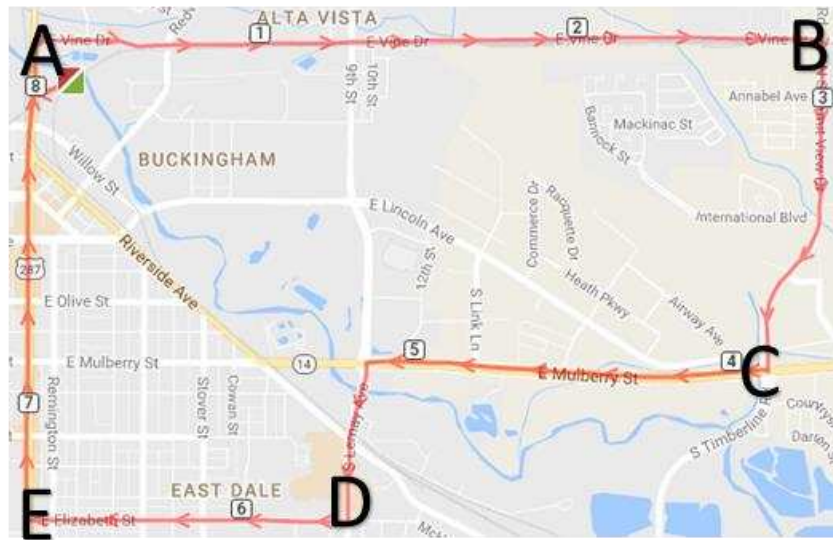 ALTA VISTA
A
Vine Dr
1
E Vine Dr
2
E Vine Dr
E Vine
B
8
9th St
10th St
Annabel Ave
3
Mackinac St
Bannock St
Willow St
BUCKINGHAM
E Lincoln Ave
Commerce Dr
Racquette Dr
International Blvd
Riverside Ave
287
12th St
S Link Ln
Heath Pkwy
Airway Ave
E Olive St
E Mulberry St
14
5
4
C
E Mulberry St
7
Remington St
Stover St
Cowan St
S Lemay Ave
S Timberline R
EAST DALE
6
D
E
E Elizabeth St